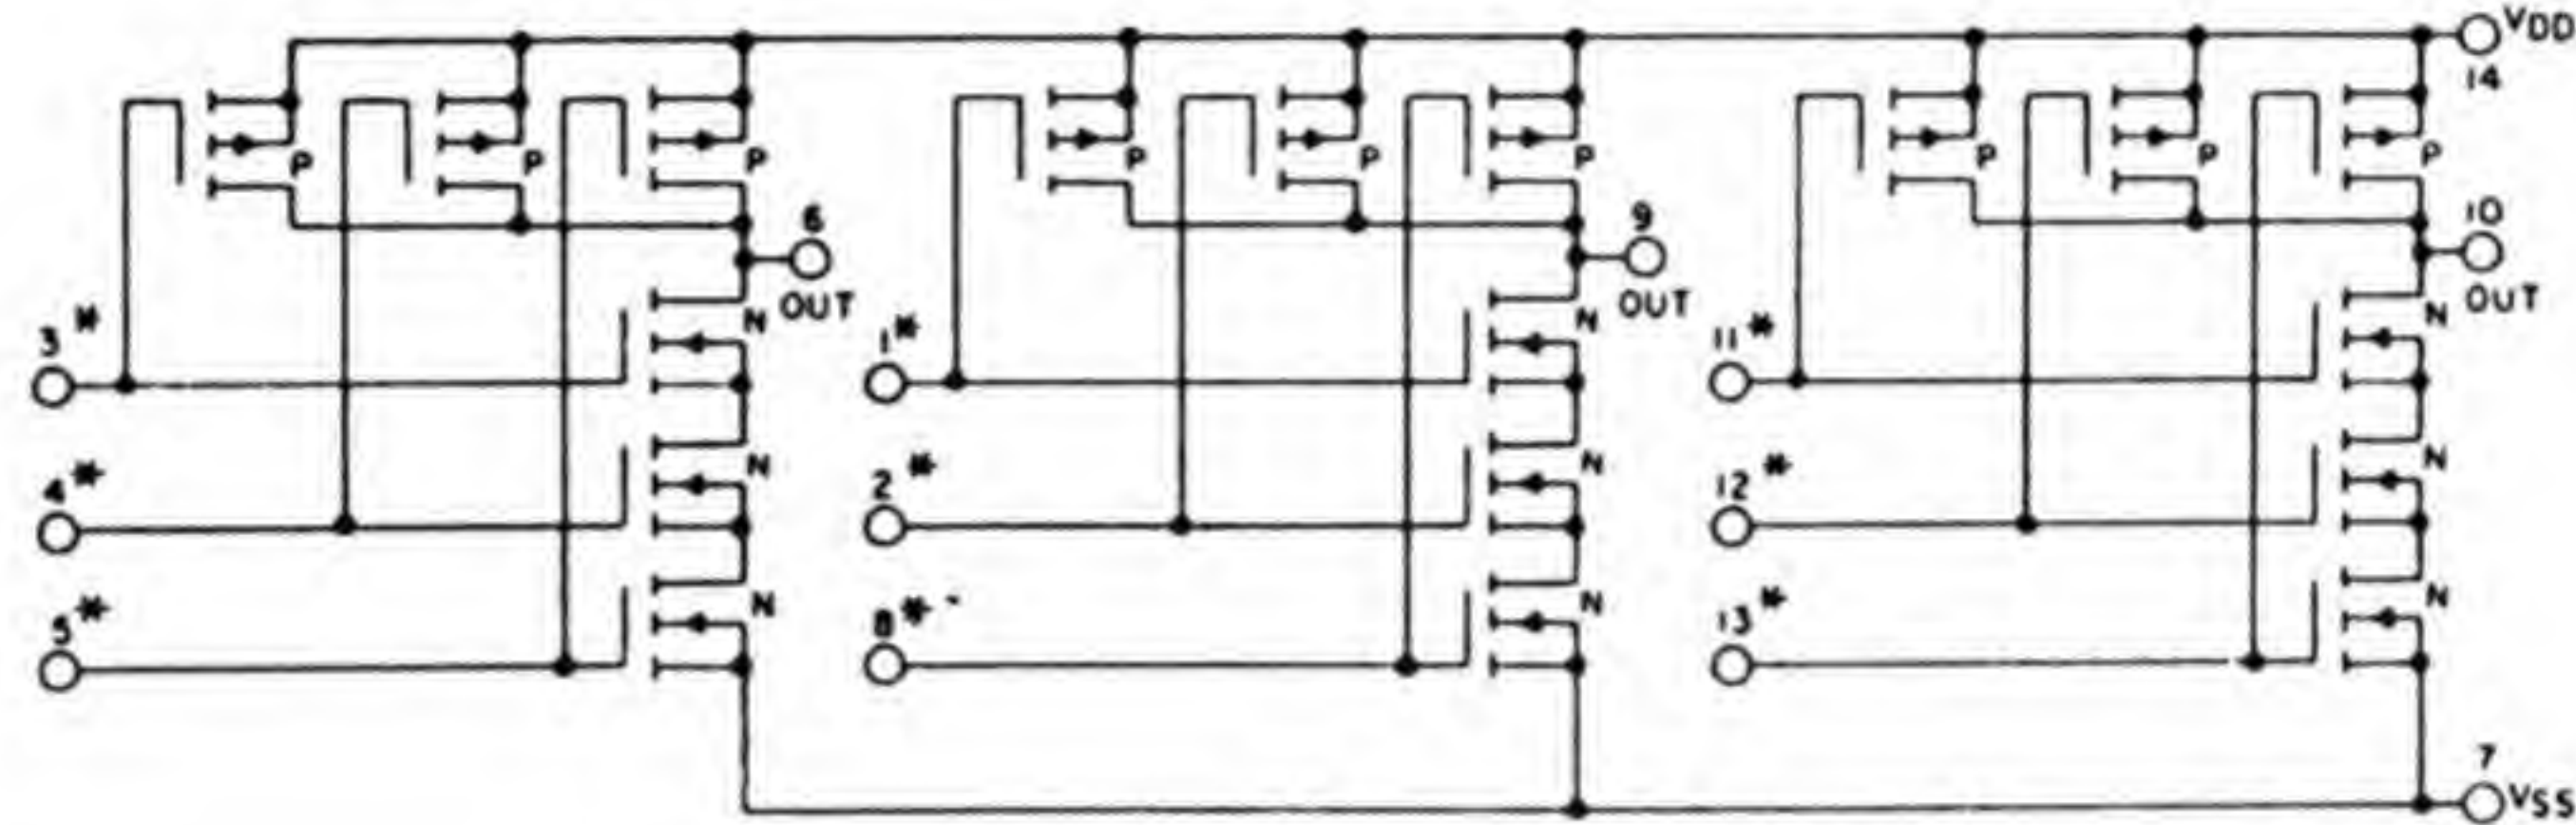 VDD
14
P P P P P P P P P
6 9 10
OUT OUT OUT
N N N
3* 1* 11*
4* 2* 12*
N N N
5* 8* 13*
N N N
7
VSS